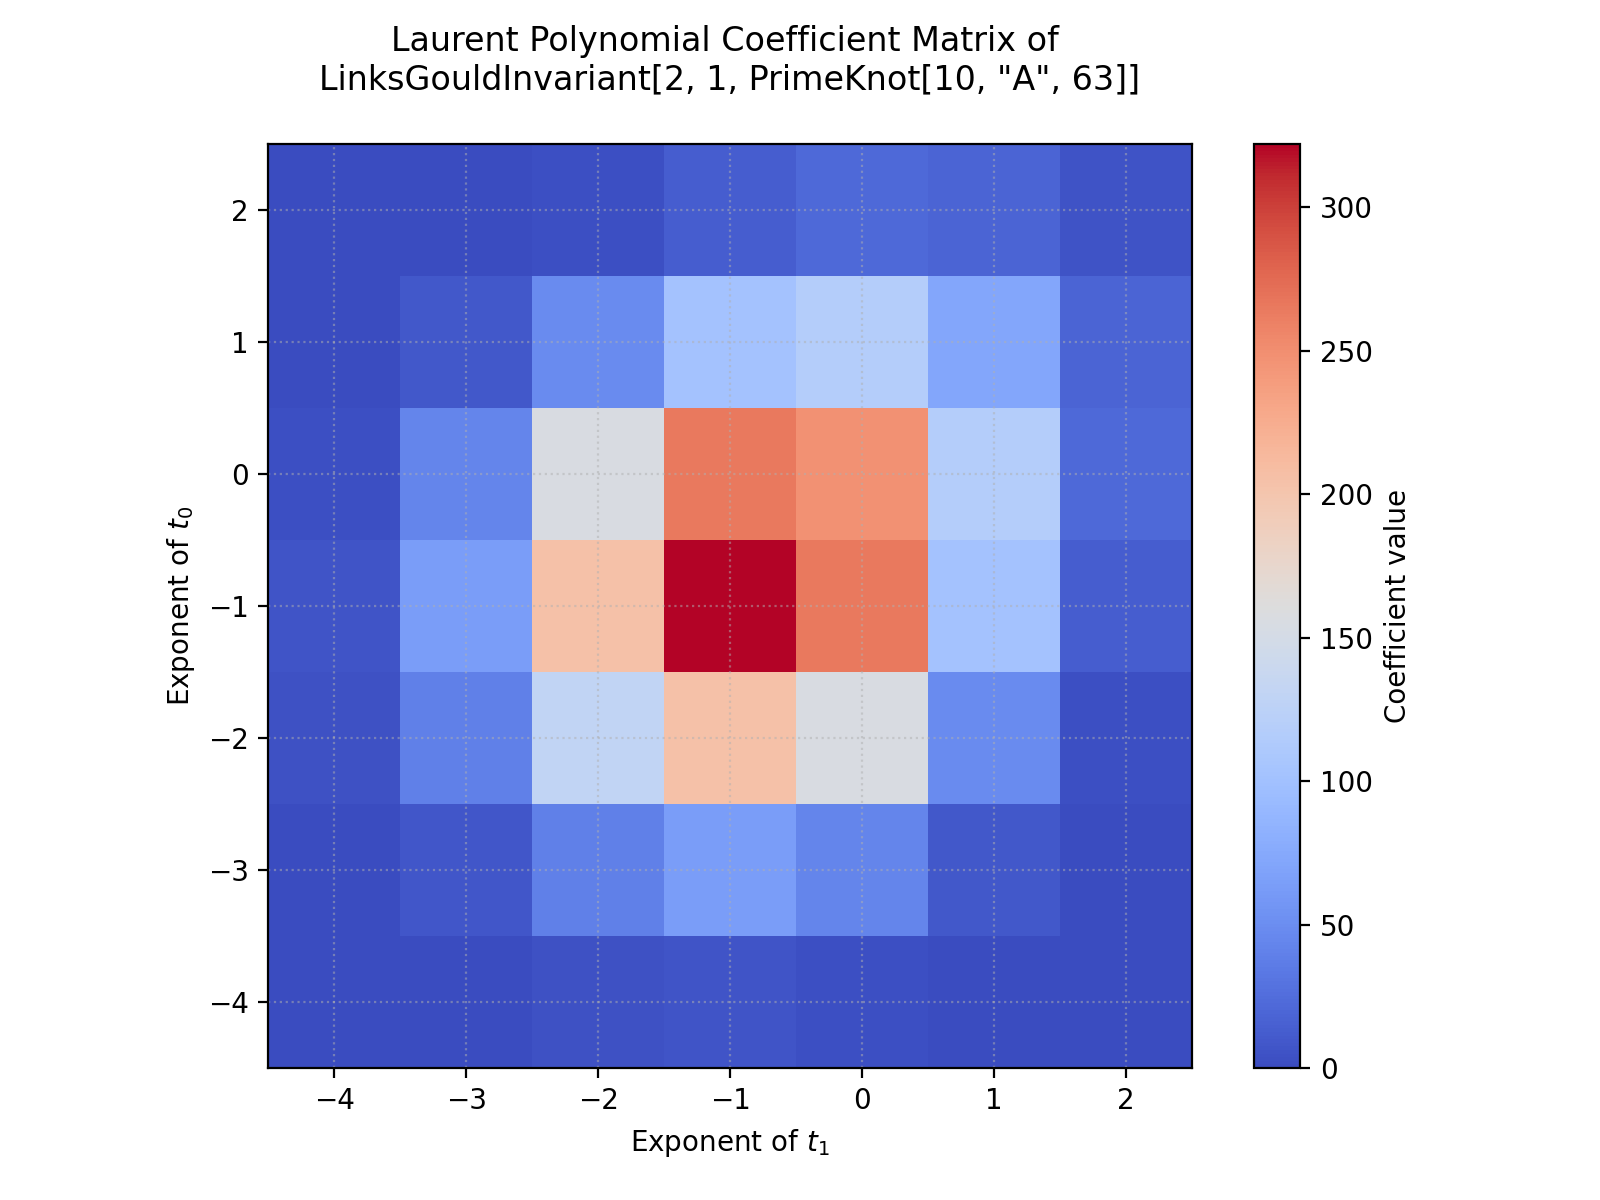 Laurent Polynomial Coefficient Matrix of
LinksGouldInvariant[2, 1, PrimeKnot[10, "A", 63]]
2
1
0
−1
−2
−3
−4
Exponent of t₀
−4 −3 −2 −1 0 1 2
Exponent of t₁
300
250
200
150
100
50
0
Coefficient value